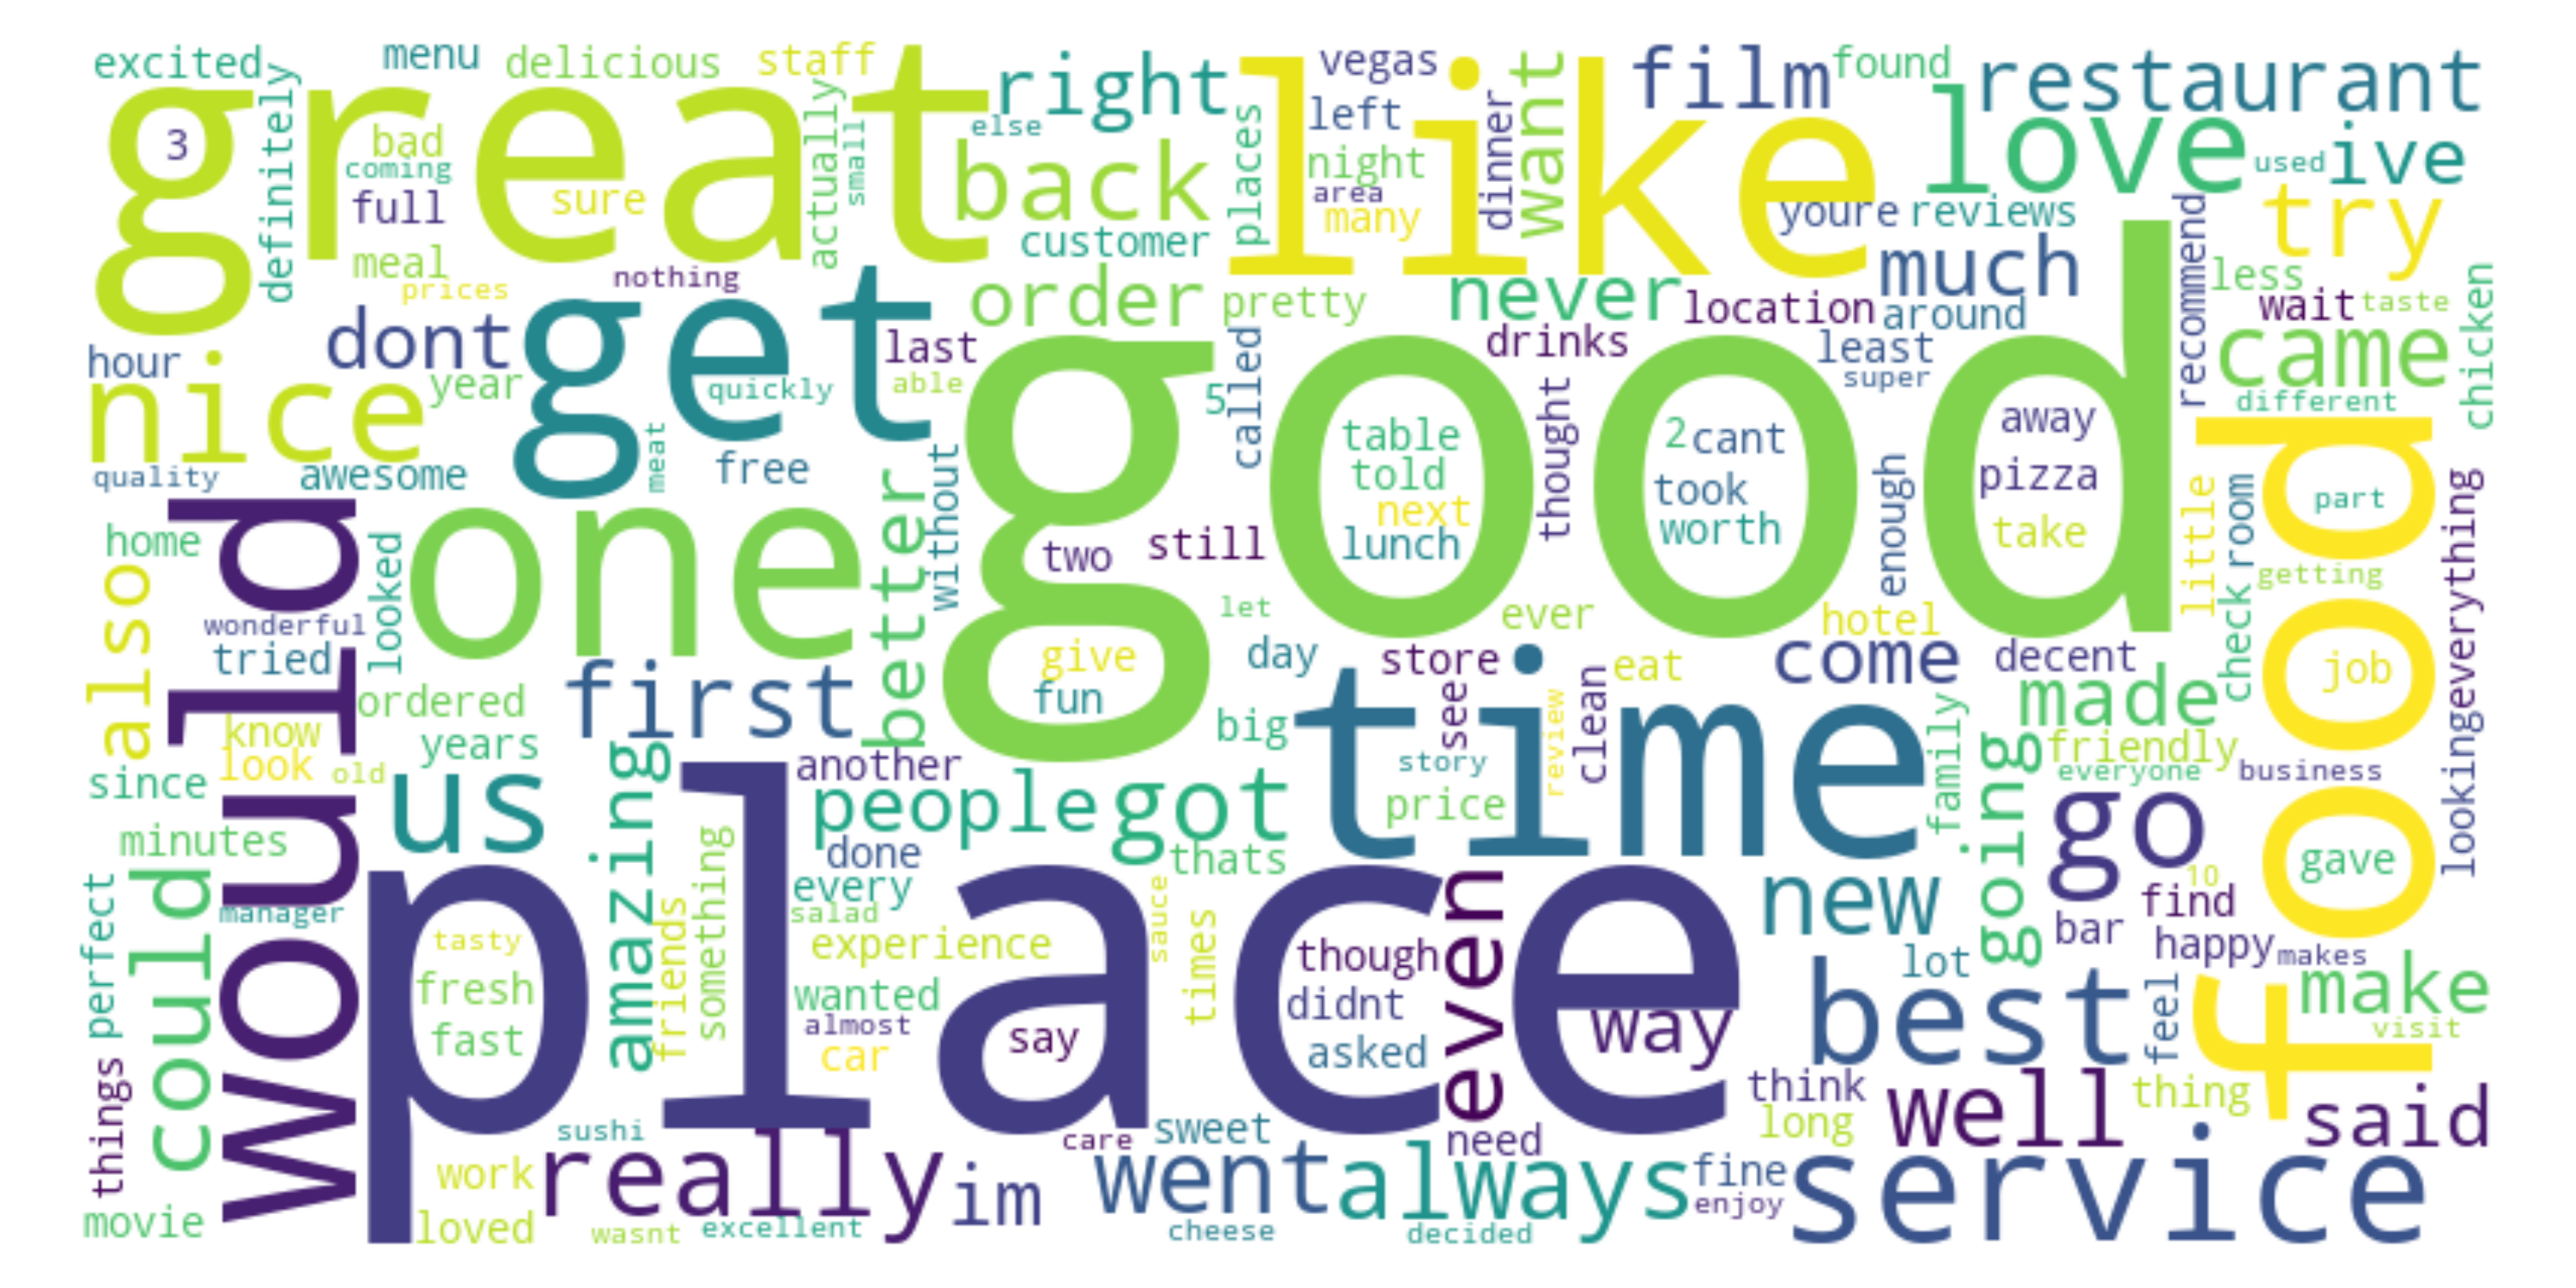 excited
menu
delicious
staff
right
vegas
film
found
restaurant
great
3
definitely
bad
coming
full
sure
actually
small
else
back
places
like
left
night
area
many
dinner
want
love
used
ive
youre
reviews
try
customer
meal
prices
nothing
much
recommend
less
wait
taste
chicken
order
pretty
never
location
around
dont
get
last
drinks
least
super
came
different
hour
nice
year
quickly
able
5
called
good
thought
table
told
next
lunch
2
cant
took
worth
away
pizza
take
enough
quality
awesome
meat
free
better
without
food
part
little
room
check
getting
lookingeverything
would
home
also
looked
one
two
still
let
ever
hotel
wonderful
tried
ordered
first
give
fun
day
store
see
time
eat
clean
review
come
decent
made
friendly
job
know
look
old
years
us
amazing
another
people
got
big
story
price
family
going
everyone
business
since
minutes
place
something
friends
done
every
thats
go
gave
10
find
happy
makes
bar
perfect
could
manager
tasty
fresh
fast
salad
experience
wanted
almost
car
say
sauce
times
though
didnt
asked
even
way
new
lot
best
feel
make
visit
things
think
long
well
thing
said
sushi
really
care
sweet
need
work
im
went
always
fine
enjoy
service
movie
loved
wasnt
excellent
cheese
decided